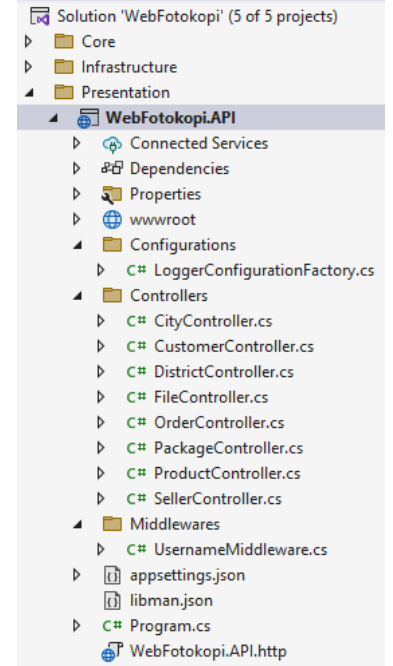 Solution 'WebFotokopi' (5 of 5 projects)
Core
Infrastructure
Presentation
WebFotokopi.API
Connected Services
Dependencies
Properties
wwwroot
Configurations
C# LoggerConfigurationFactory.cs
Controllers
C# CityController.cs
C# CustomerController.cs
C# DistrictController.cs
C# FileController.cs
C# OrderController.cs
C# PackageController.cs
C# ProductController.cs
C# SellerController.cs
Middlewares
C# UsernameMiddleware.cs
appsettings.json
libman.json
C# Program.cs
WebFotokopi.API.http